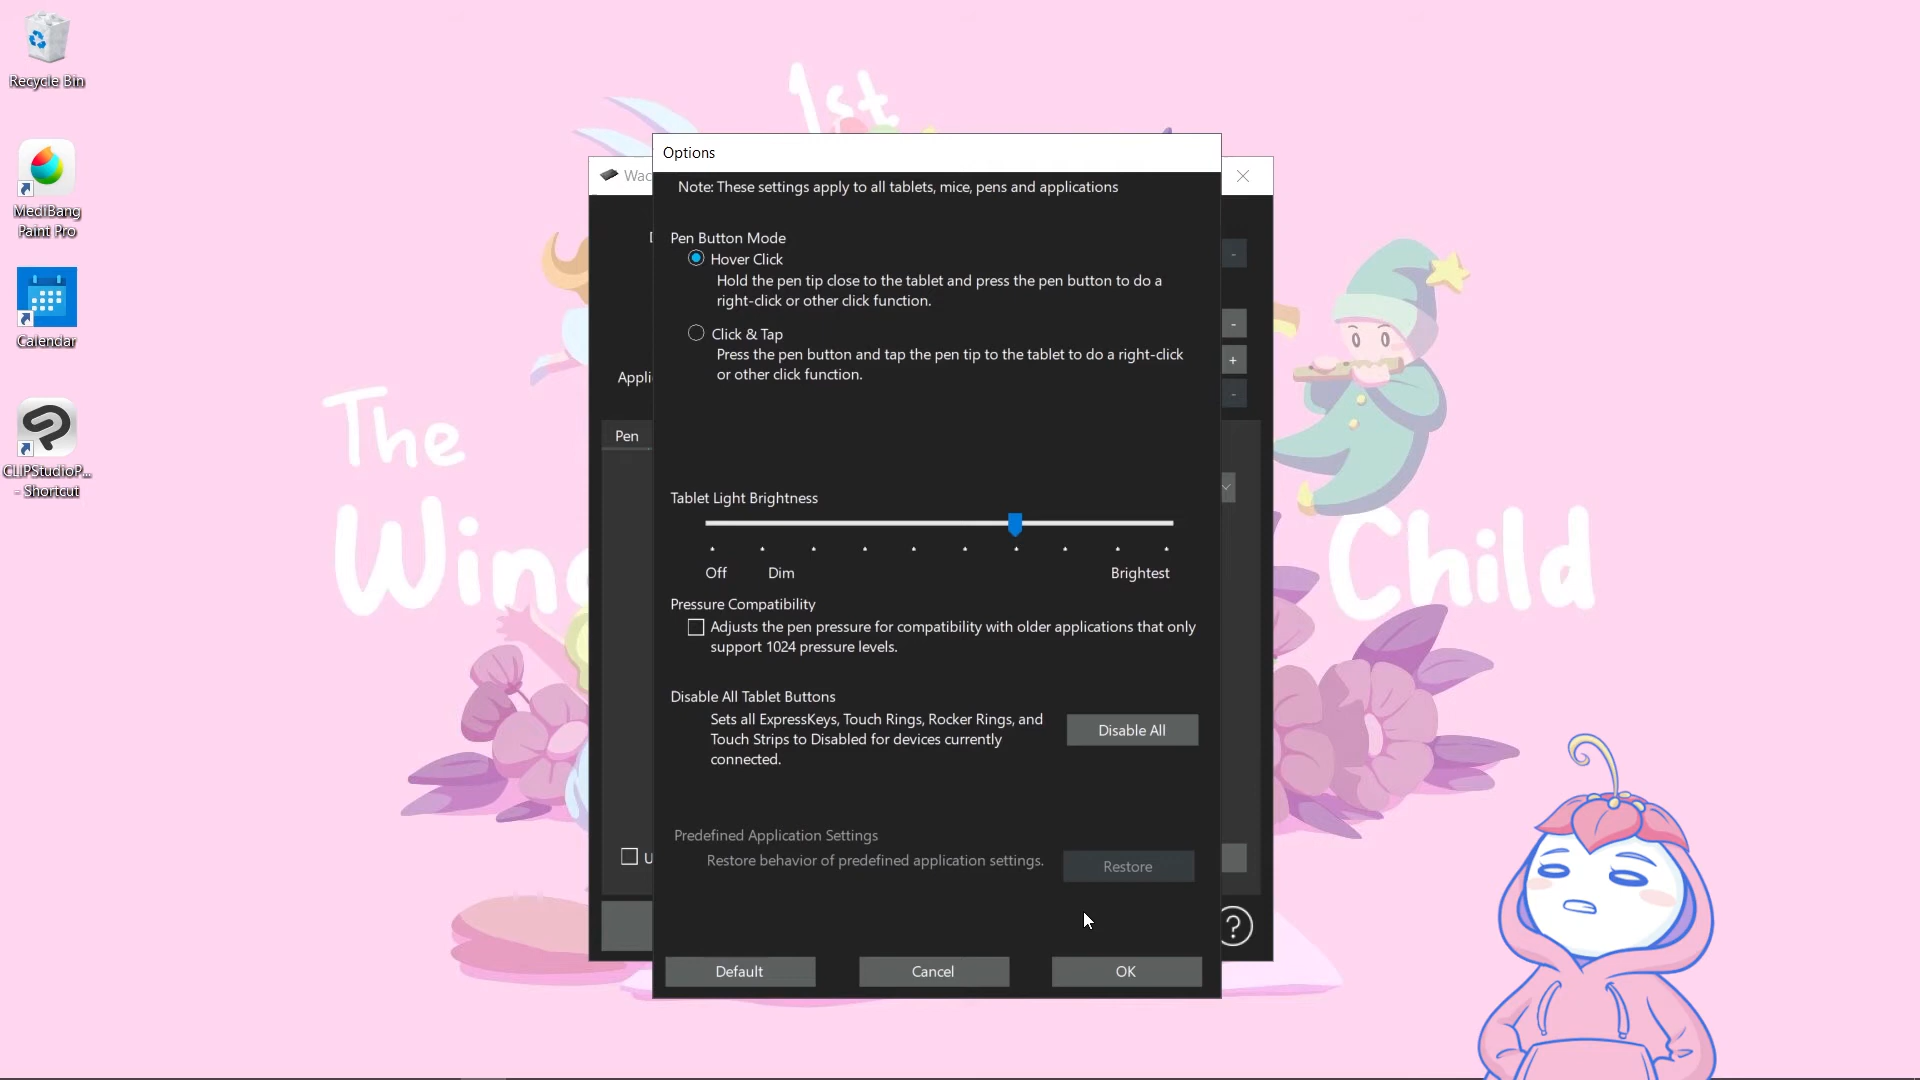 Recycle Bin
MediBang
Paint Pro
Calendar
CLIPStudioP...
- Shortcut
1st
The
Child
Options
Note: These settings apply to all tablets, mice, pens and applications
Pen Button Mode
Hover Click
Hold the pen tip close to the tablet and press the pen button to do a
right-click or other click function.
Click & Tap
Press the pen button and tap the pen tip to the tablet to do a right-click
or other click function.
Pen
Tablet Light Brightness
Off Dim Brightest
Pressure Compatibility
Adjusts the pen pressure for compatibility with older applications that only
support 1024 pressure levels.
Disable All Tablet Buttons
Sets all ExpressKeys, Touch Rings, Rocker Rings, and
Touch Strips to Disabled for devices currently
connected.
Disable All
Predefined Application Settings
Restore behavior of predefined application settings.
Restore
Default Cancel OK
?